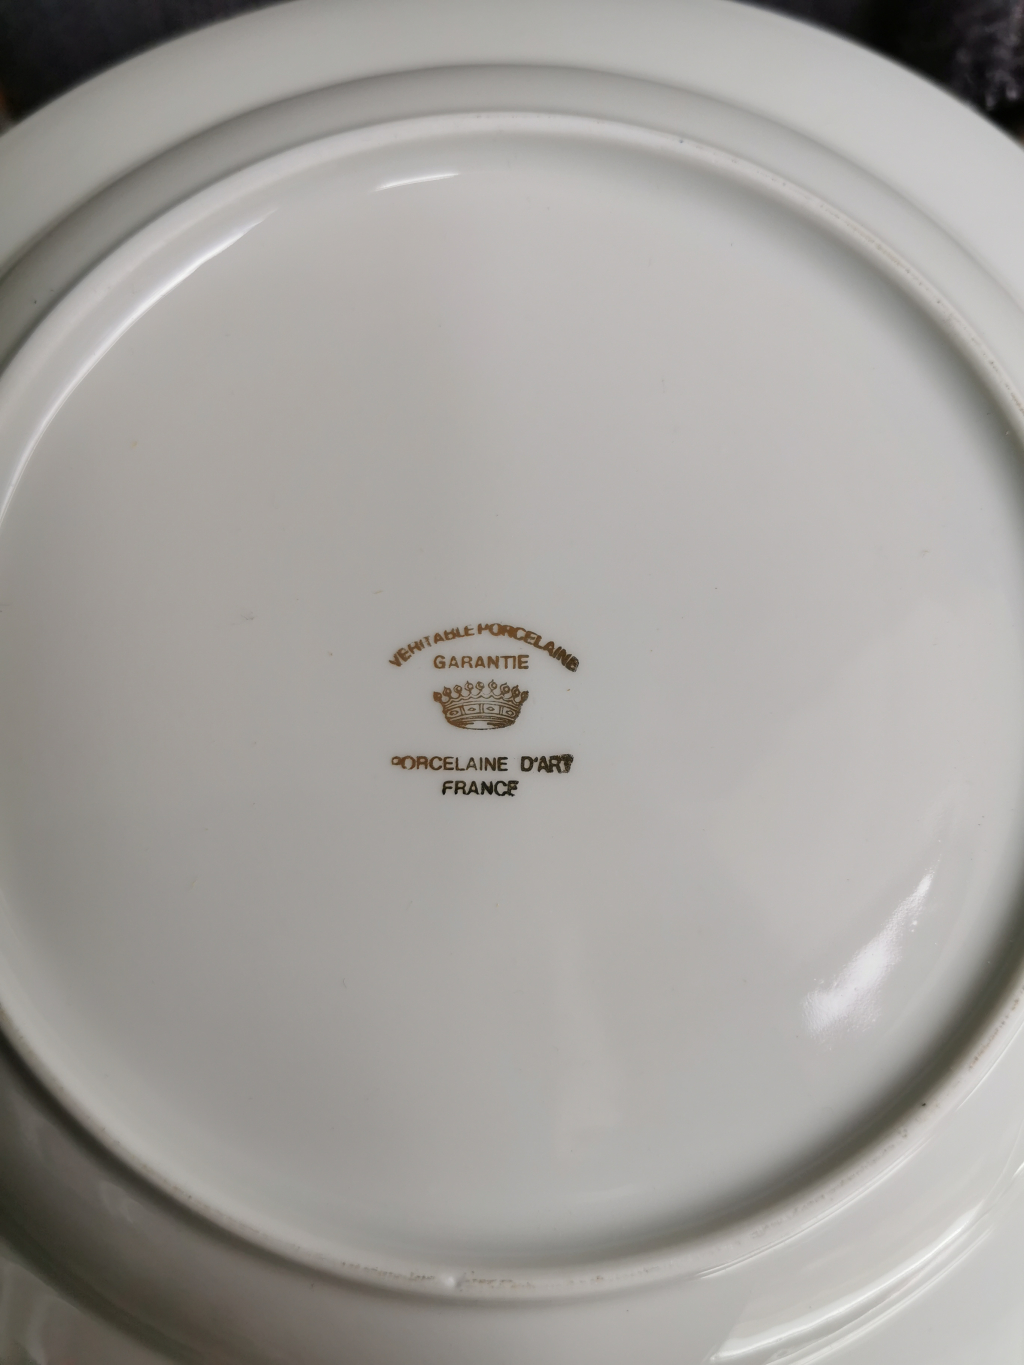 VERITABLE PORCELAINE
GARANTIE
PORCELAINE D'ART
FRANCE